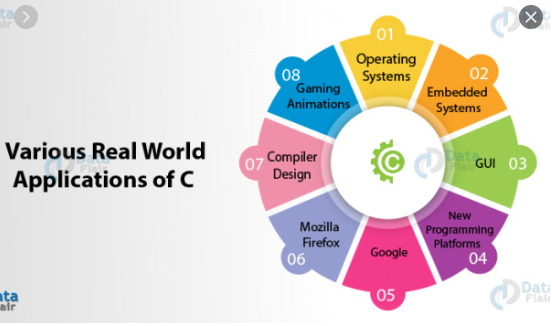 Data
Flair
Various Real World
Applications of C
01
Operating
Systems
02
Embedded
Systems
GUI 03
New
Programming
Platforms
04
Google
05
Mozilla
Firefox
06
07 Compiler
Design
08
Gaming
Animations
C
Data
Flair
ata
air
Data
Flair